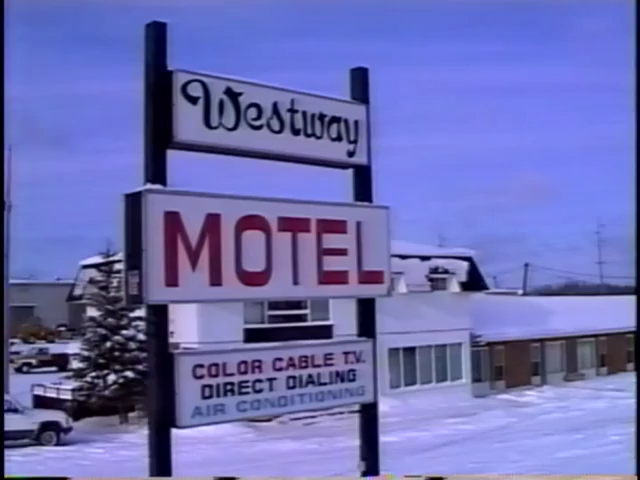 Westway
MOTEL
COLOR CABLE T.V.
DIRECT DIALING
AIR CONDITIONING